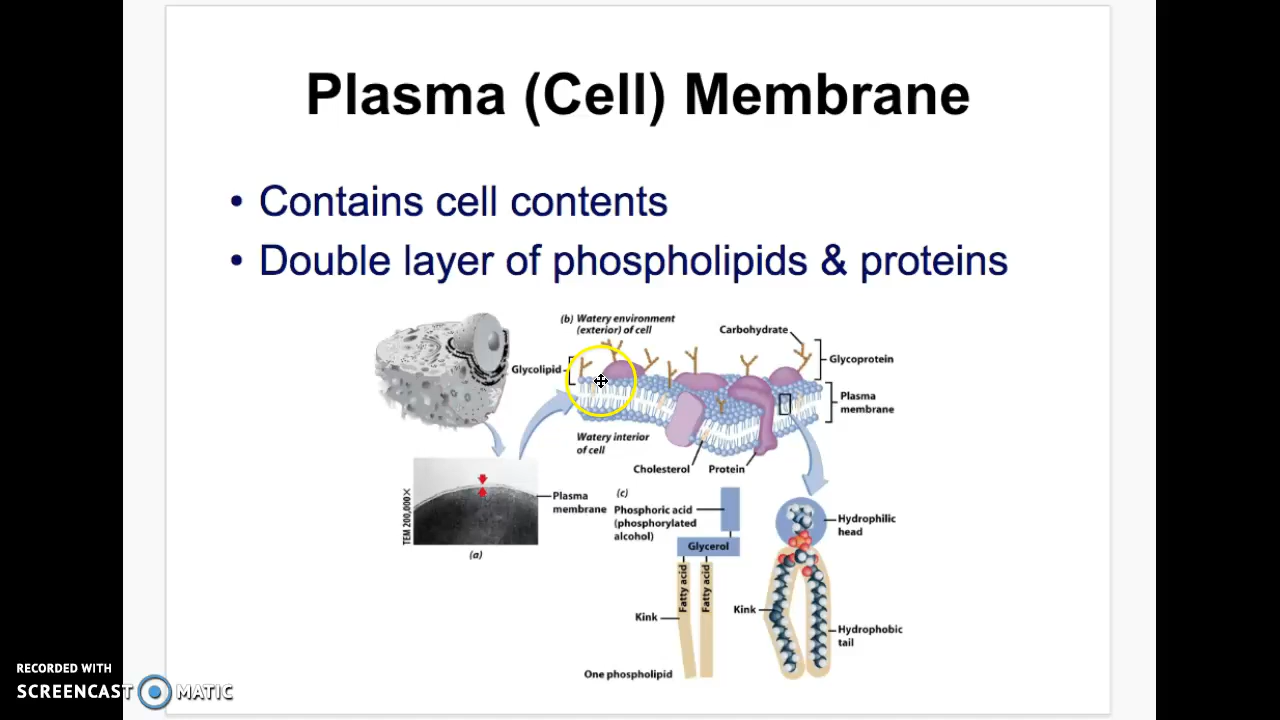 Plasma (Cell) Membrane
• Contains cell contents
• Double layer of phospholipids & proteins
(b) Watery environment
(exterior) of cell
Carbohydrate
Glycoprotein
Glycolipid
Plasma
membrane
Watery interior
of cell
Cholesterol
Protein
TEM 200,000X
Plasma
membrane
(a)
(c)
Phosphoric acid
(phosphorylated
alcohol)
Glycerol
Fatty acid
Fatty acid
Kink
One phospholipid
Hydrophilic
head
Kink
Hydrophobic
tail
RECORDED WITH
SCREENCAST MATIC